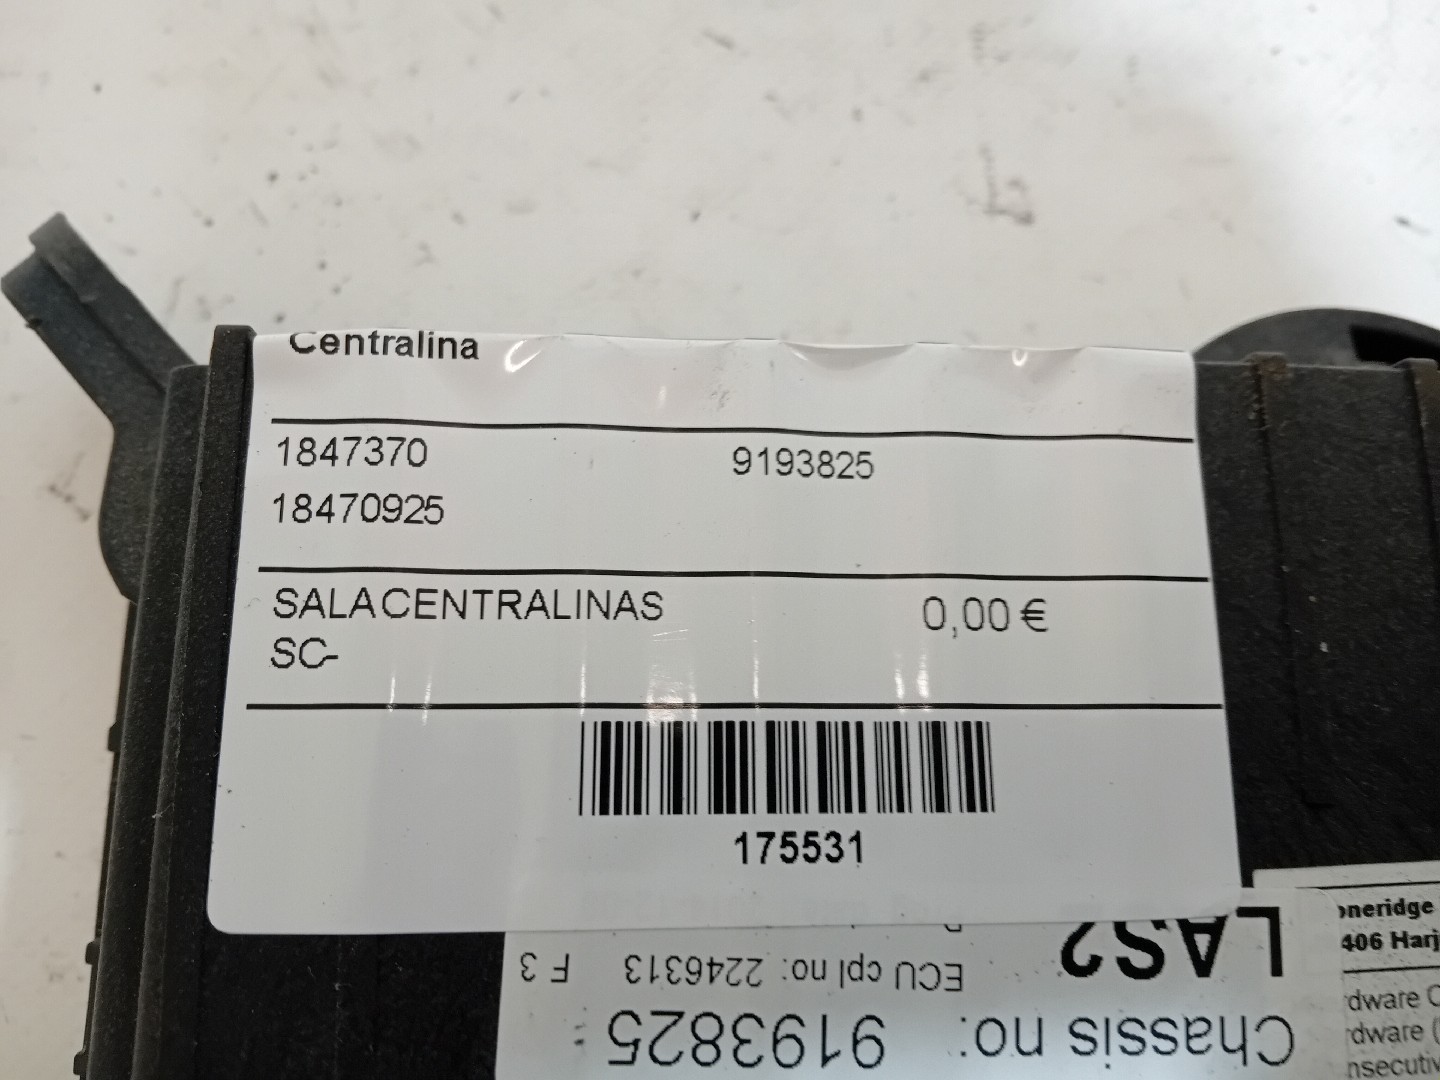 Centralina
1847370 9193825
18470925
SALACENTRALINAS 0,00 €
SC-
175531
LAS2
ECU cpl no: 2246313 F 3
Chassis no: 9193825
oneridge
406 Harj
rdware
rdware (
nsecutiv